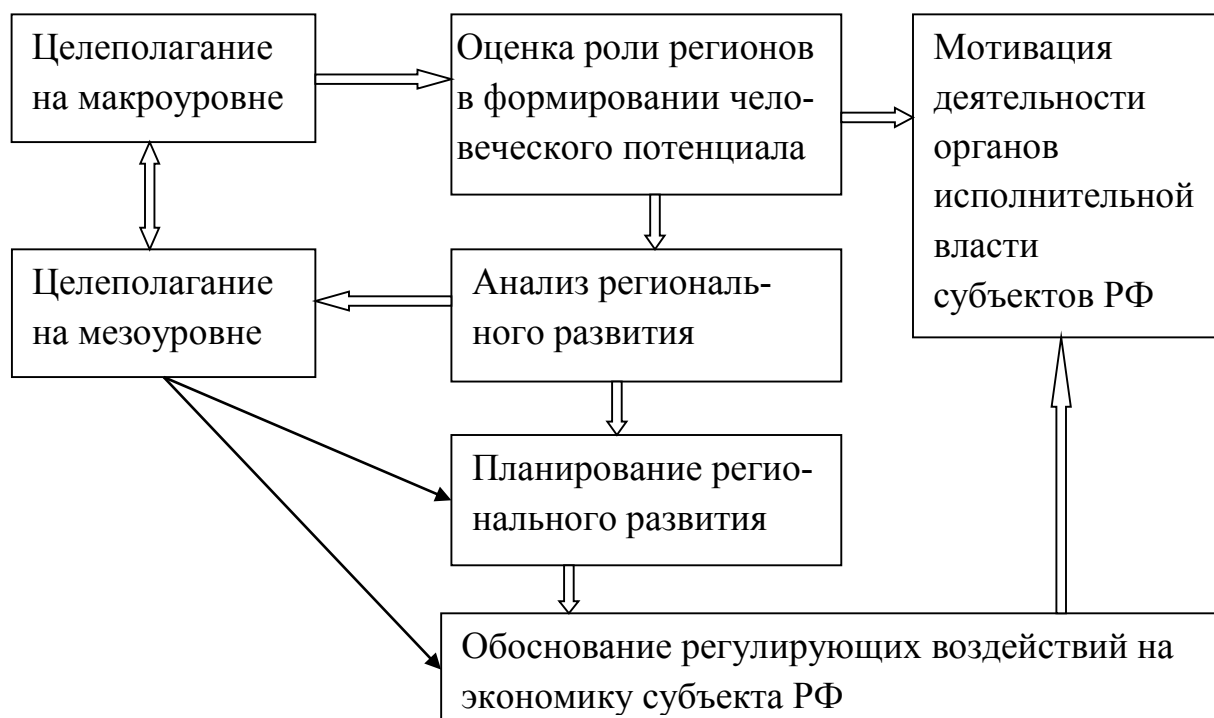 Целеполагание
на макроуровне
Оценка роли регионов
в формировании чело-
веческого потенциала
Мотивация
деятельности
органов
исполнительной
власти
субъектов РФ
Целеполагание
на мезоуровне
Анализ региональ-
ного развития
Планирование регио-
нального развития
Обоснование регулирующих воздействий на
экономику субъекта РФ